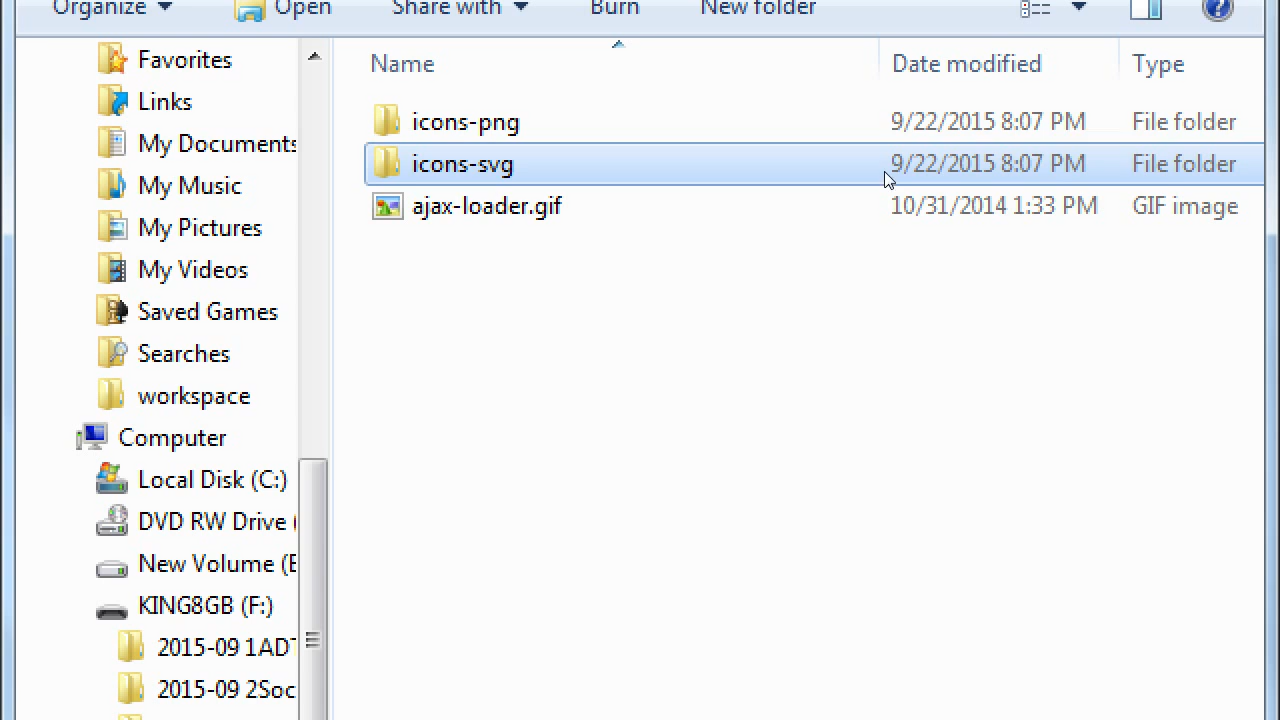 Organize Open Share with Burn New folder
Name Date modified Type
Favorites
Links
My Documents
My Music
My Pictures
My Videos
Saved Games
Searches
workspace
Computer
Local Disk (C:)
DVD RW Drive (
New Volume (E
KING8GB (F:)
2015-09 1AD
2015-09 2Soc
icons-png 9/22/2015 8:07 PM File folder
icons-svg 9/22/2015 8:07 PM File folder
ajax-loader.gif 10/31/2014 1:33 PM GIF image